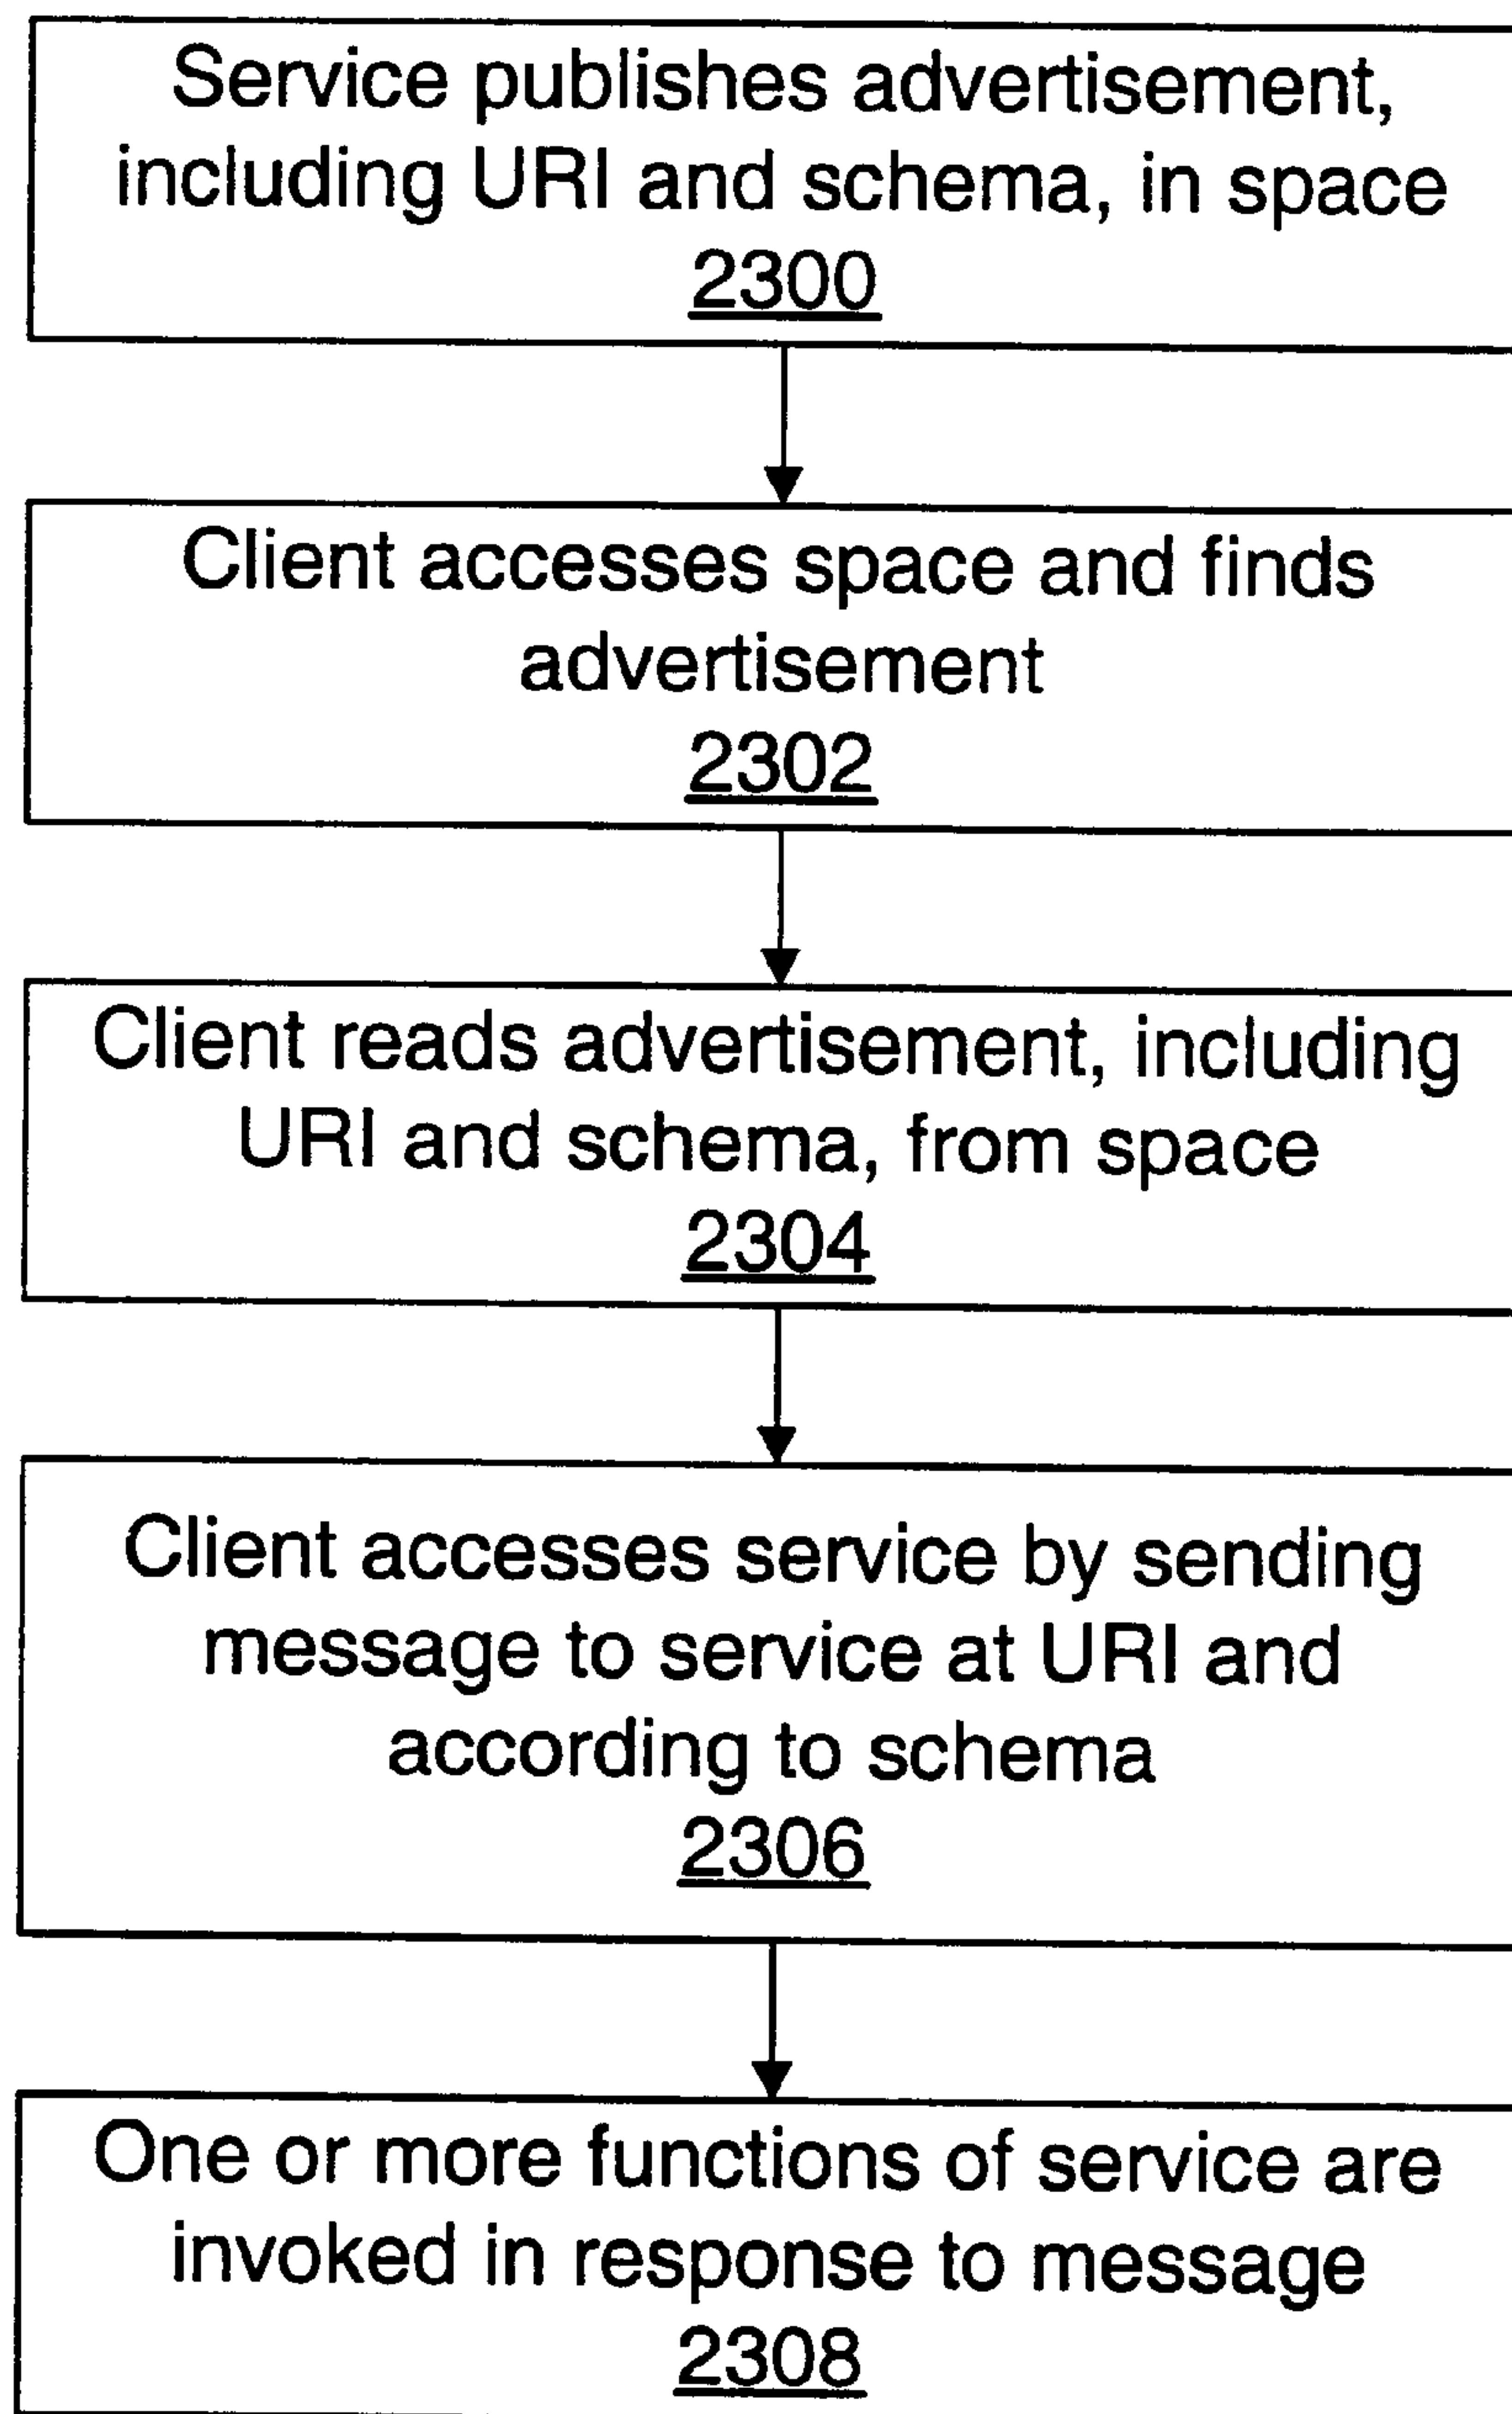 Service publishes advertisement,
including URI and schema, in space
2300
Client accesses space and finds
advertisement
2302
Client reads advertisement, including
URI and schema, from space
2304
Client accesses service by sending
message to service at URI and
according to schema
2306
One or more functions of service are
invoked in response to message
2308